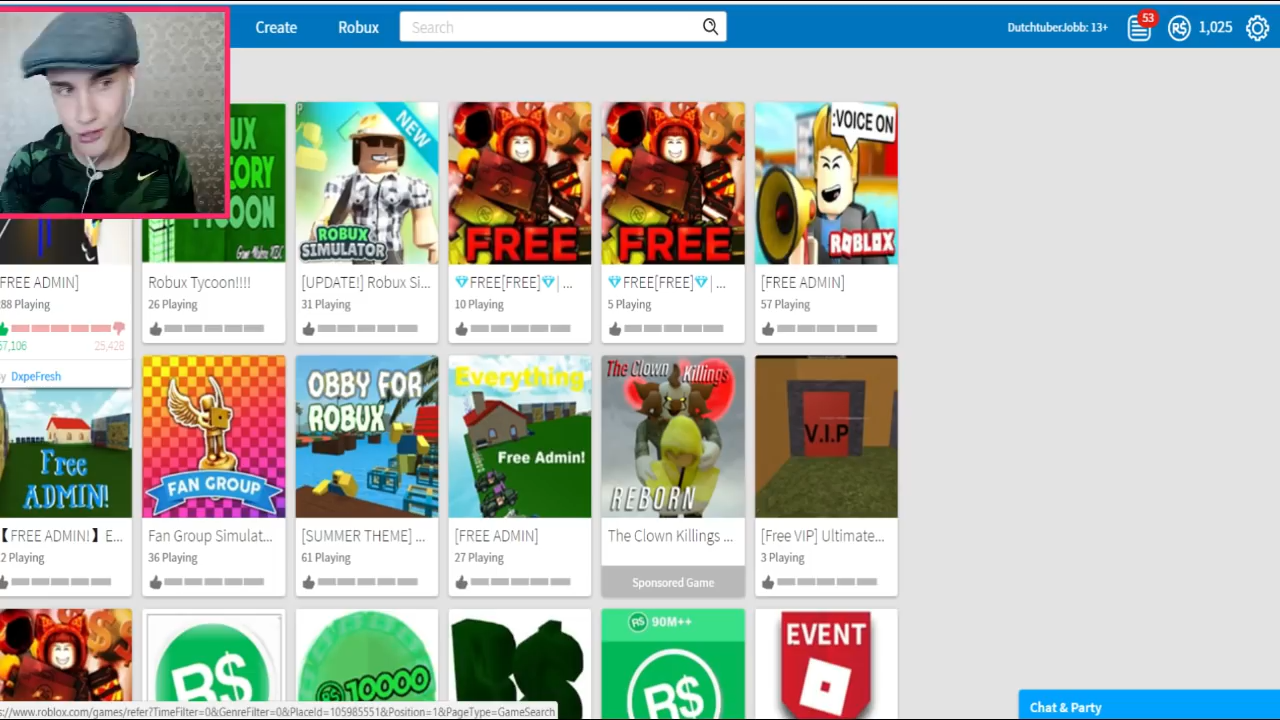 Create
Robux
Search
DutchtuberJobb: 13+
53
R$
1,025
UX
ORY
OON
P
NEW
ROBUX
SIMULATOR
FREE
FREE
:VOICE ON
ROBLOX
FREE ADMIN]
Robux Tycoon!!!!
[UPDATE!] Robux Si...
💎FREE[FREE]💎| ...
💎FREE[FREE]💎| ...
[FREE ADMIN]
88 Playing
26 Playing
31 Playing
10 Playing
5 Playing
57 Playing
57,106
25,428
DxpeFresh
Free
ADMIN!
FAN GROUP
OBBY FOR
ROBUX
Everything
Free Admin!
The Clown Killings
REBORN
V.I.P
【FREE ADMIN!】E...
Fan Group Simulat...
[SUMMER THEME] ...
[FREE ADMIN]
The Clown Killings ...
[Free VIP] Ultimate...
2 Playing
36 Playing
61 Playing
27 Playing
Sponsored Game
3 Playing
R$
R$ 10000
R$
R$ 90M++
R$
EVENT
s://www.roblox.com/games/refer?TimeFilter=0&GenreFilter=0&PlaceId=105985551&Position=1&PageType=GameSearch
Chat & Party